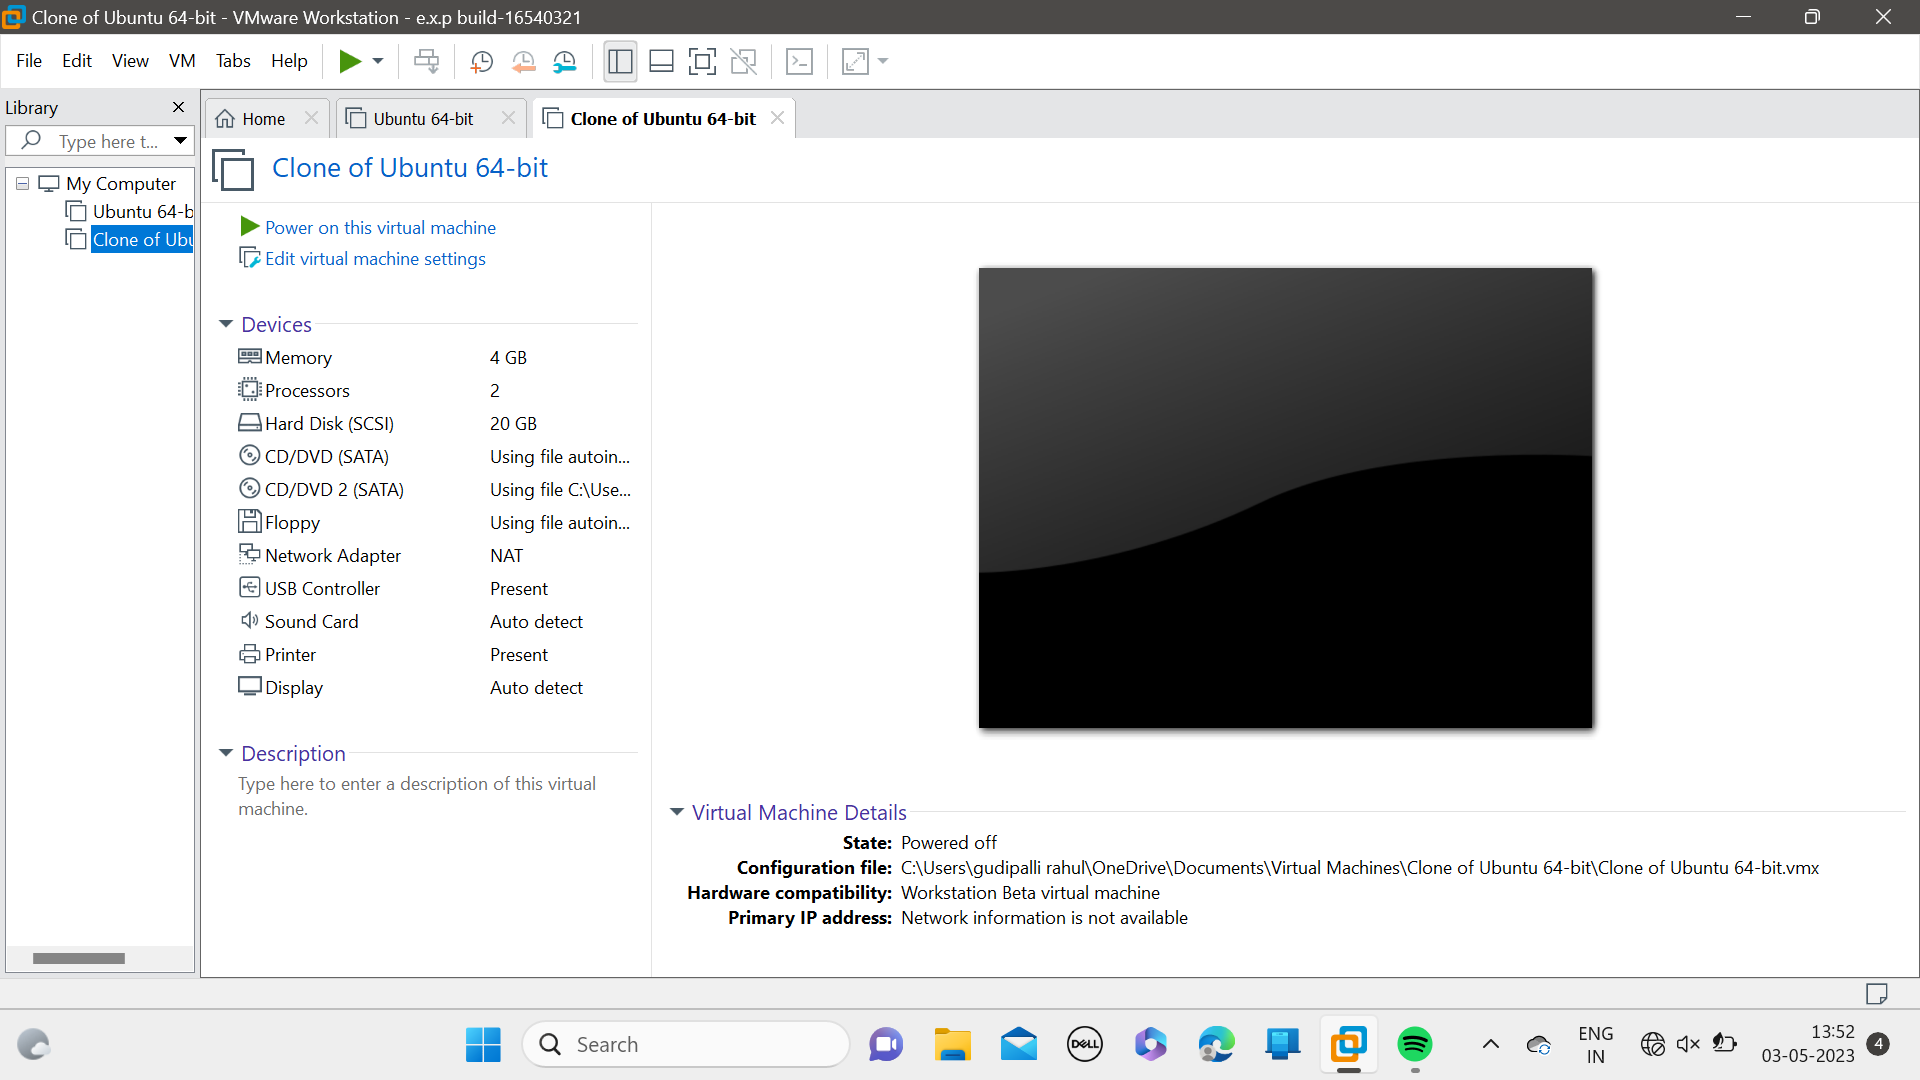 Clone of Ubuntu 64-bit - VMware Workstation - e.x.p build-16540321
File Edit View VM Tabs Help
Library
Type here t...
My Computer
Ubuntu 64-b
Clone of Ubu
Home
Ubuntu 64-bit
Clone of Ubuntu 64-bit
Clone of Ubuntu 64-bit
Power on this virtual machine
Edit virtual machine settings
Devices
Memory 4 GB
Processors 2
Hard Disk (SCSI) 20 GB
CD/DVD (SATA) Using file autoin...
CD/DVD 2 (SATA) Using file C:\Use...
Floppy Using file autoin...
Network Adapter NAT
USB Controller Present
Sound Card Auto detect
Printer Present
Display Auto detect
Description
Type here to enter a description of this virtual
machine.
Virtual Machine Details
State: Powered off
Configuration file: C:\Users\gudipalli rahul\OneDrive\Documents\Virtual Machines\Clone of Ubuntu 64-bit\Clone of Ubuntu 64-bit.vmx
Hardware compatibility: Workstation Beta virtual machine
Primary IP address: Network information is not available
Search
DELL
ENG
IN
13:52
03-05-2023
4